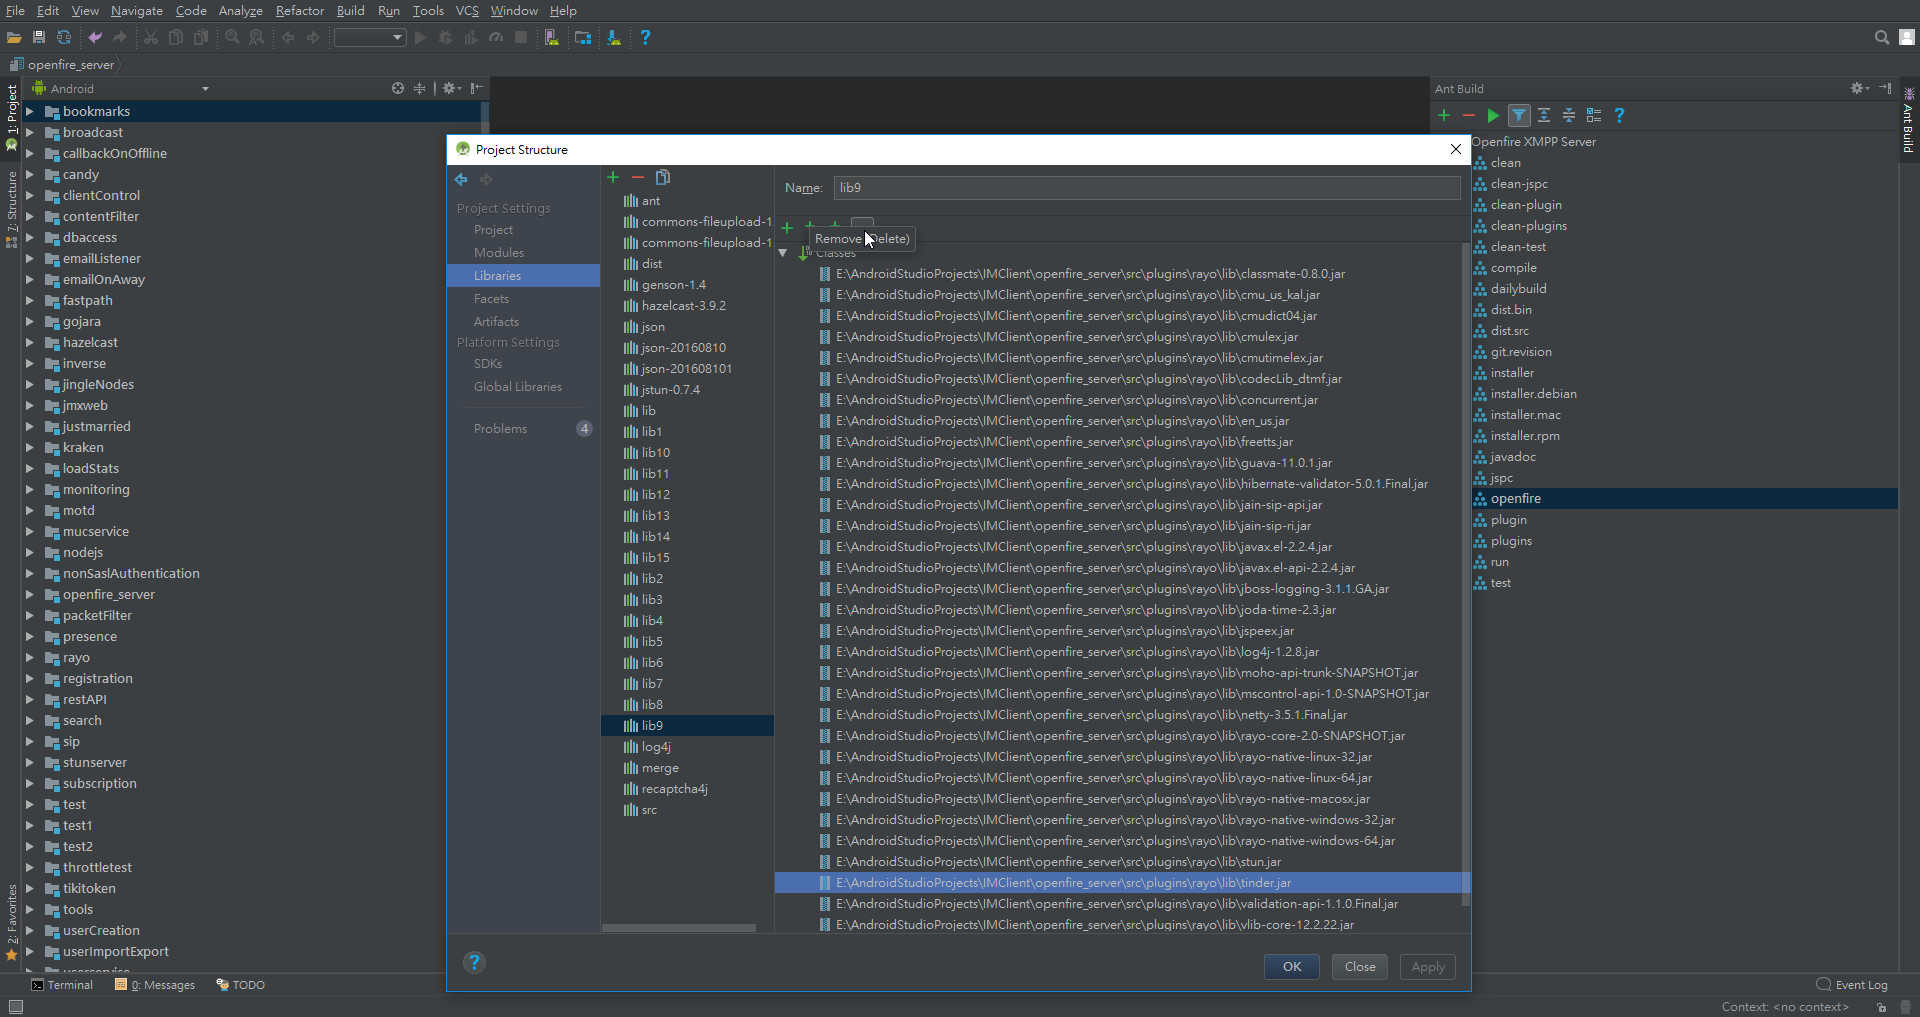 File Edit View Navigate Code Analyze Refactor Build Run Tools VCS Window Help
openfire_server
1: Project
7: Structure
2: Favorites
Android
bookmarks
broadcast
callbackOnOffline
candy
clientControl
contentFilter
dbaccess
emailListener
emailOnAway
fastpath
gojara
hazelcast
inverse
jingleNodes
jmxweb
justmarried
kraken
loadStats
monitoring
motd
mucservice
nodejs
nonSaslAuthentication
openfire_server
packetFilter
presence
rayo
registration
restAPI
search
sip
stunserver
subscription
test
test1
test2
throttletest
tikitoken
tools
userCreation
userImportExport
Project Structure
Project Settings
Project
Modules
Libraries
Facets
Artifacts
Platform Settings
SDKs
Global Libraries
Problems 4
ant
commons-fileupload-1
commons-fileupload-1
dist
genson-1.4
hazelcast-3.9.2
json
json-20160810
json-201608101
jstun-0.7.4
lib
lib1
lib10
lib11
lib12
lib13
lib14
lib15
lib2
lib3
lib4
lib5
lib6
lib7
lib8
lib9
log4j
merge
recaptcha4j
src
Name: lib9
Classes
E:\AndroidStudioProjects\IMClient\openfire_server\src\plugins\rayo\lib\classmate-0.8.0.jar
E:\AndroidStudioProjects\IMClient\openfire_server\src\plugins\rayo\lib\cmu_us_kal.jar
E:\AndroidStudioProjects\IMClient\openfire_server\src\plugins\rayo\lib\cmudict04.jar
E:\AndroidStudioProjects\IMClient\openfire_server\src\plugins\rayo\lib\cmulex.jar
E:\AndroidStudioProjects\IMClient\openfire_server\src\plugins\rayo\lib\cmutimelex.jar
E:\AndroidStudioProjects\IMClient\openfire_server\src\plugins\rayo\lib\codecLib_dtmf.jar
E:\AndroidStudioProjects\IMClient\openfire_server\src\plugins\rayo\lib\concurrent.jar
E:\AndroidStudioProjects\IMClient\openfire_server\src\plugins\rayo\lib\en_us.jar
E:\AndroidStudioProjects\IMClient\openfire_server\src\plugins\rayo\lib\freetts.jar
E:\AndroidStudioProjects\IMClient\openfire_server\src\plugins\rayo\lib\guava-11.0.1.jar
E:\AndroidStudioProjects\IMClient\openfire_server\src\plugins\rayo\lib\hibernate-validator-5.0.1.Final.jar
E:\AndroidStudioProjects\IMClient\openfire_server\src\plugins\rayo\lib\jain-sip-api.jar
E:\AndroidStudioProjects\IMClient\openfire_server\src\plugins\rayo\lib\jain-sip-ri.jar
E:\AndroidStudioProjects\IMClient\openfire_server\src\plugins\rayo\lib\javax.el-2.2.4.jar
E:\AndroidStudioProjects\IMClient\openfire_server\src\plugins\rayo\lib\javax.el-api-2.2.4.jar
E:\AndroidStudioProjects\IMClient\openfire_server\src\plugins\rayo\lib\jboss-logging-3.1.1.GA.jar
E:\AndroidStudioProjects\IMClient\openfire_server\src\plugins\rayo\lib\joda-time-2.3.jar
E:\AndroidStudioProjects\IMClient\openfire_server\src\plugins\rayo\lib\jspeex.jar
E:\AndroidStudioProjects\IMClient\openfire_server\src\plugins\rayo\lib\log4j-1.2.8.jar
E:\AndroidStudioProjects\IMClient\openfire_server\src\plugins\rayo\lib\moho-api-trunk-SNAPSHOT.jar
E:\AndroidStudioProjects\IMClient\openfire_server\src\plugins\rayo\lib\mscontrol-api-1.0-SNAPSHOT.jar
E:\AndroidStudioProjects\IMClient\openfire_server\src\plugins\rayo\lib\netty-3.5.1.Final.jar
E:\AndroidStudioProjects\IMClient\openfire_server\src\plugins\rayo\lib\rayo-core-2.0-SNAPSHOT.jar
E:\AndroidStudioProjects\IMClient\openfire_server\src\plugins\rayo\lib\rayo-native-linux-32.jar
E:\AndroidStudioProjects\IMClient\openfire_server\src\plugins\rayo\lib\rayo-native-linux-64.jar
E:\AndroidStudioProjects\IMClient\openfire_server\src\plugins\rayo\lib\rayo-native-macosx.jar
E:\AndroidStudioProjects\IMClient\openfire_server\src\plugins\rayo\lib\rayo-native-windows-32.jar
E:\AndroidStudioProjects\IMClient\openfire_server\src\plugins\rayo\lib\rayo-native-windows-64.jar
E:\AndroidStudioProjects\IMClient\openfire_server\src\plugins\rayo\lib\stun.jar
E:\AndroidStudioProjects\IMClient\openfire_server\src\plugins\rayo\lib\tinder.jar
E:\AndroidStudioProjects\IMClient\openfire_server\src\plugins\rayo\lib\validation-api-1.1.0.Final.jar
E:\AndroidStudioProjects\IMClient\openfire_server\src\plugins\rayo\lib\vlib-core-12.2.22.jar
Remove
OK Close Apply
Ant Build
Openfire XMPP Server
clean
clean-jspc
clean-plugin
clean-plugins
clean-test
compile
dailybuild
dist.bin
dist.src
git.revision
installer
installer.debian
installer.mac
installer.rpm
javadoc
jspc
openfire
plugin
plugins
run
test
Ant Build
Terminal 0: Messages TODO
Event Log
Context: <no context>